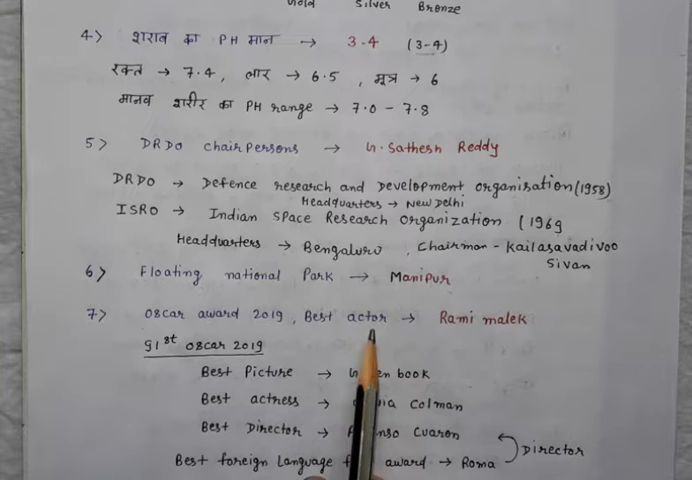 Silver Bronze
4> शराब का PH मान → 3-4 (3-4)
रक्त → 7.4, लार → 6.5, मूत्र → 6
मानव शरीर का PH range → 7.0 - 7.8
5> DRDO chairpersons → G. Sathesh Reddy
DRDO → Defence research and Development organisation (1958)
Headquarters → New Delhi
ISRO → Indian Space Research Organization (1969
Headquarters → Bengaluru, Chairman - Kailasavadivoo
Sivan
6> Floating national Park → Manipur
7> Oscar award 2019, Best actor → Rami malek
91st Oscar 2019
Best Picture → book
Best actress → Colman
Best Director → Cuaron
Director
Best foreign Language award → Roma